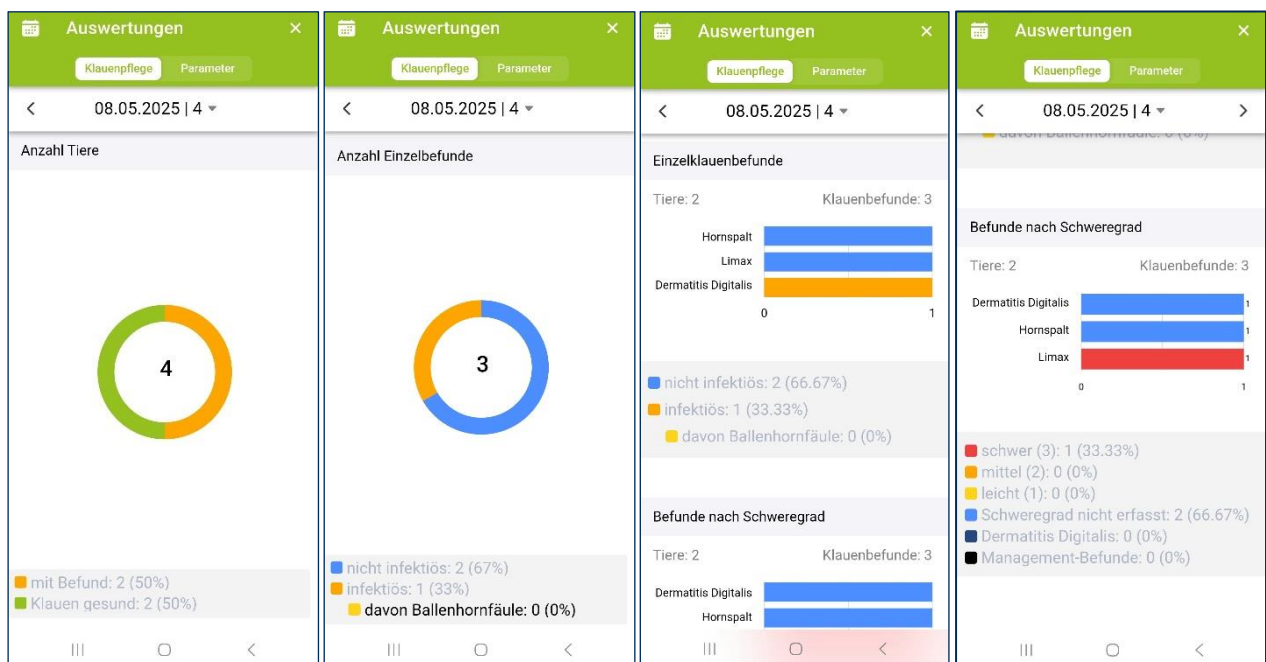 Auswertungen
Klauenpflege Parameter
08.05.2025 | 4
Anzahl Tiere
4
mit Befund: 2 (50%)
Klauen gesund: 2 (50%)
Auswertungen
Klauenpflege Parameter
08.05.2025 | 4
Anzahl Einzelbefunde
3
nicht infektiös: 2 (67%)
infektiös: 1 (33%)
davon Ballenhornfäule: 0 (0%)
Auswertungen
Klauenpflege Parameter
08.05.2025 | 4
Einzelklauenbefunde
Tiere: 2 Klauenbefunde: 3
Hornspalt
Limax
Dermatitis Digitalis
0 1
nicht infektiös: 2 (66.67%)
infektiös: 1 (33.33%)
davon Ballenhornfäule: 0 (0%)
Befunde nach Schweregrad
Tiere: 2 Klauenbefunde: 3
Dermatitis Digitalis
Hornspalt
Auswertungen
Klauenpflege Parameter
08.05.2025 | 4
davon Ballenhornfäule: 0 (0%)
Befunde nach Schweregrad
Tiere: 2 Klauenbefunde: 3
Dermatitis Digitalis 1
Hornspalt 1
Limax 1
0 1
schwer (3): 1 (33.33%)
mittel (2): 0 (0%)
leicht (1): 0 (0%)
Schweregrad nicht erfasst: 2 (66.67%)
Dermatitis Digitalis: 0 (0%)
Management-Befunde: 0 (0%)